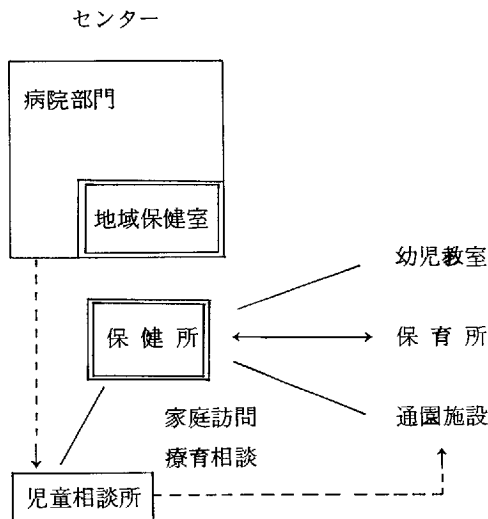 センター
病院部門
地域保健室
幼児教室
保健所
保育所
家庭訪問
通園施設
療育相談
児童相談所